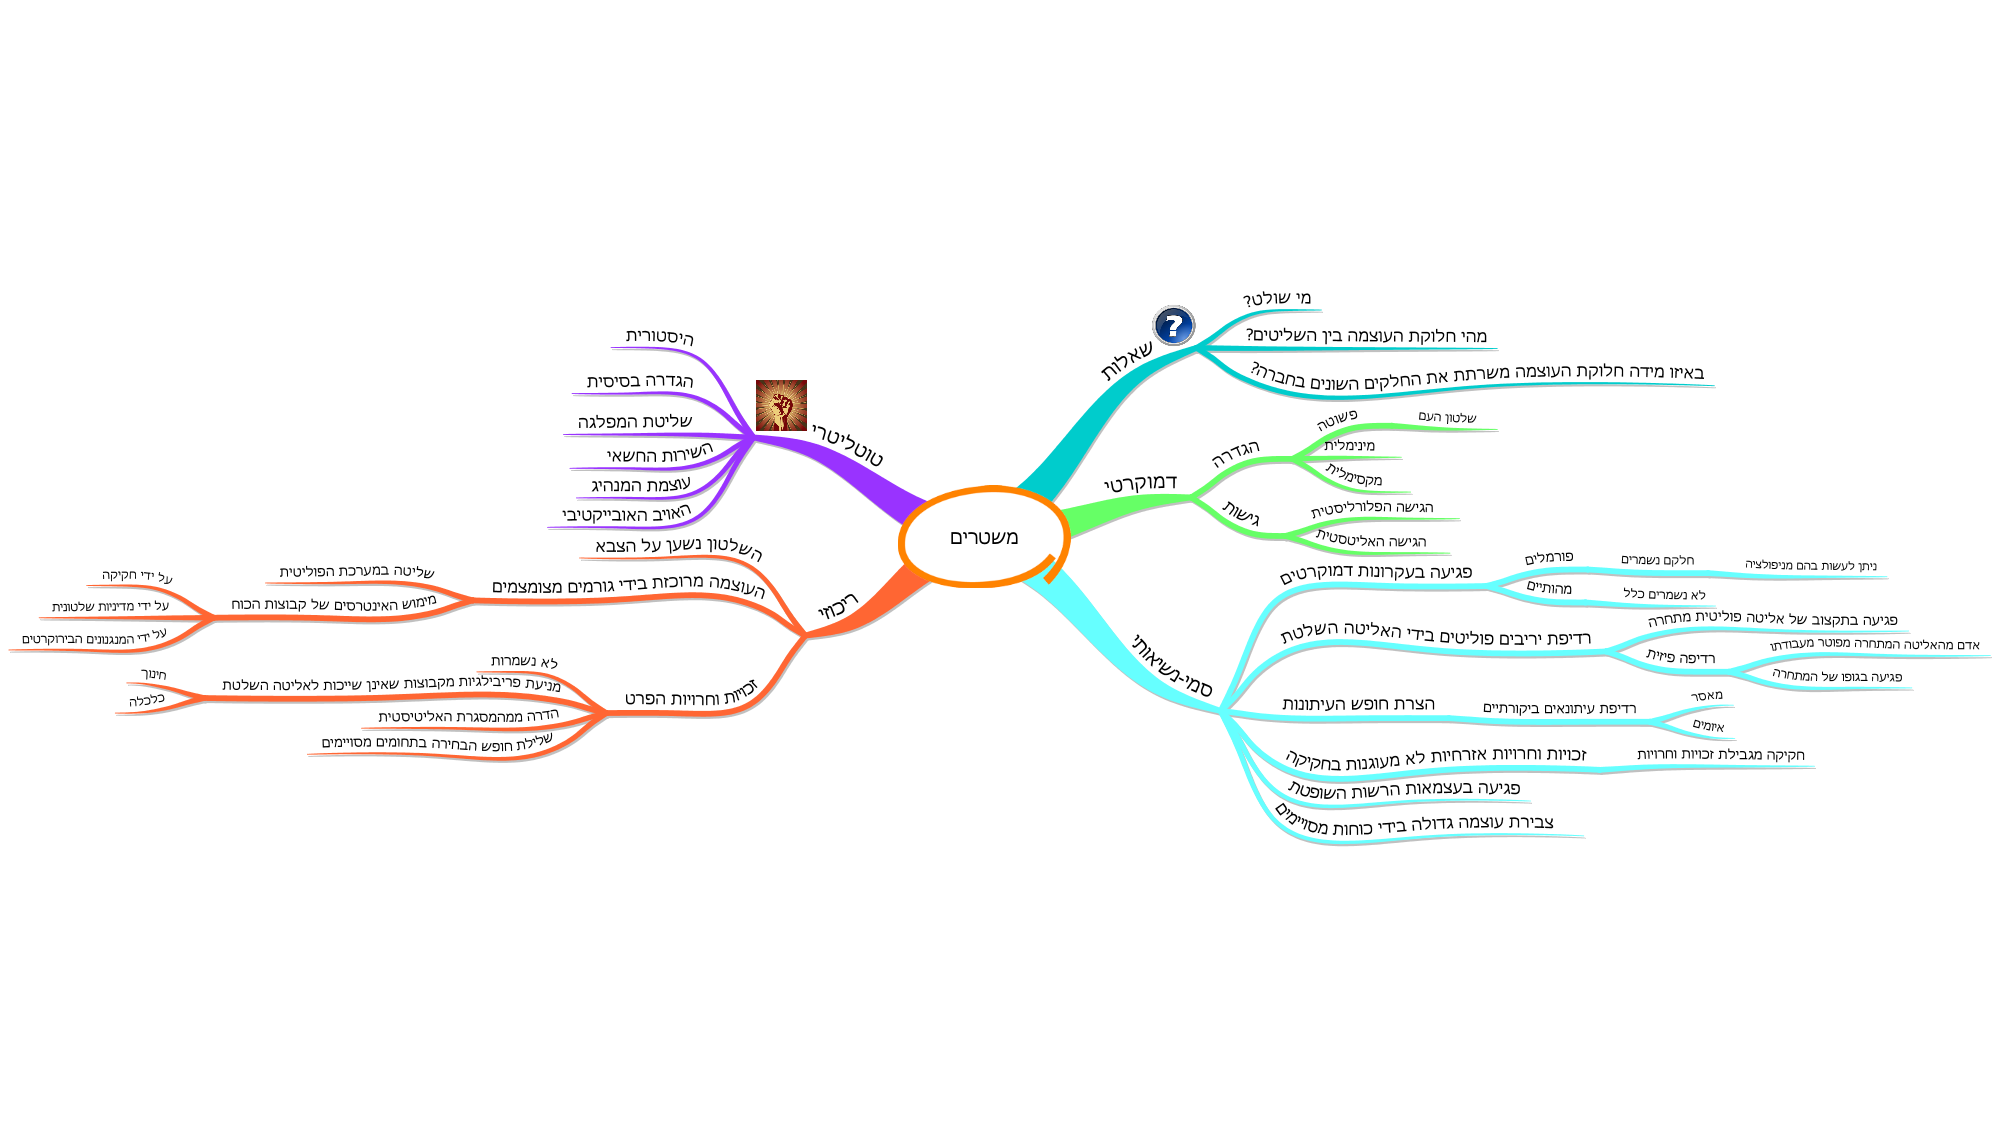 משטרים
שאלות
מי שולט?
מהי חלוקת העוצמה בין השליטים?
באיזו מידה חלוקת העוצמה משרתת את החלקים השונים בחברה?
דמוקרטי
הגדרה
פשוטה
שלטון העם
מינימלית
מקסימלית
גישות
הגישה הפלורליסטית
הגישה האליטסטית
סמי-נשיאותי
פגיעה בעקרונות דמוקרטים
פורמלים
חלקם נשמרים
ניתן לעשות בהם מניפולציה
מהותיים
לא נשמרים כלל
רדיפת יריבים פוליטים בידי האליטה השלטת
פגיעה בתקצוב של אליטה פוליטית מתחרה
רדיפה פיזית
אדם מהאליטה המתחרה מפוטר מעבודתו
פגיעה בגופו של המתחרה
הצרת חופש העיתונות
רדיפת עיתונאים ביקורתיים
מאסר
איומים
זכויות וחרויות אזרחיות לא מעוגנות בחקיקה
חקיקה מגבילת זכויות וחרויות
פגיעה בעצמאות הרשות השופטת
צבירת עוצמה גדולה בידי כוחות מסויימים
טוטליטרי
היסטורית
הגדרה בסיסית
שליטת המפלגה
השירות החשאי
עוצמת המנהיג
האויב האובייקטיבי
ריכוזי
השלטון נשען על הצבא
העוצמה מרוכזת בידי גורמים מצומצמים
שליטה במערכת הפוליטית
מימוש האינטרסים של קבוצות הכוח
על ידי חקיקה
על ידי מדיניות שלטונית
על ידי המנגנונים הבירוקרטים
זכויות וחרויות הפרט
לא נשמרות
מניעת פריבילגיות מקבוצות שאינן שייכות לאליטה השלטת
חינוך
כלכלה
הדרה ממהמסגרת האליטיסטית
שלילת חופש הבחירה בתחומים מסויימים